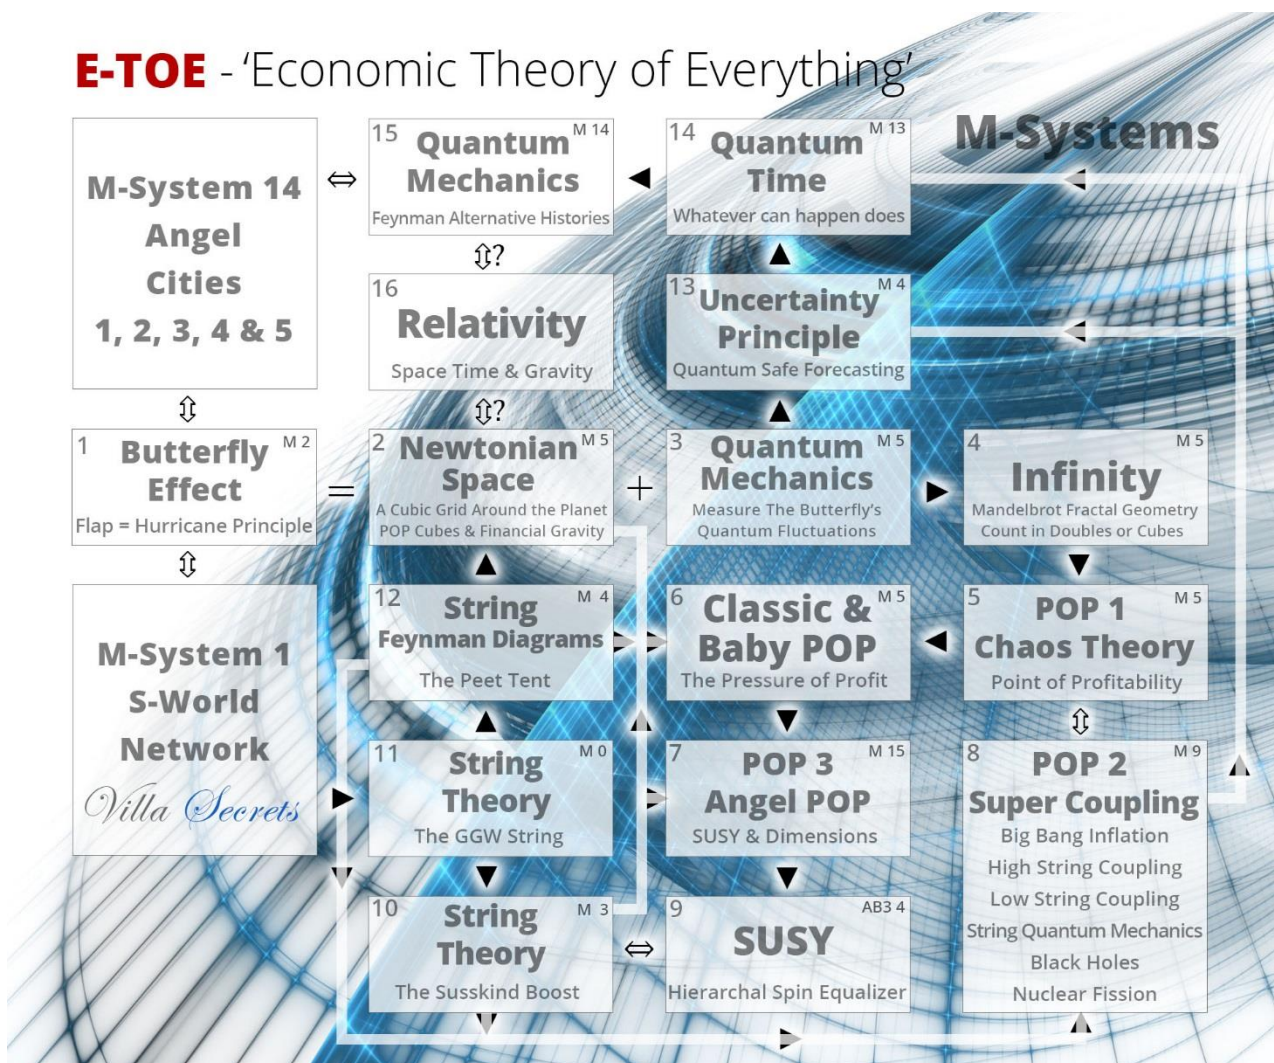 E-TOE - ‘Economic Theory of Everything’
M-Systems
M-System 14
Angel
Cities
1, 2, 3, 4 & 5
15
M 14
Quantum
Mechanics
Feynman Alternative Histories
14
M 13
Quantum
Time
Whatever can happen does
?
16
Relativity
Space Time & Gravity
13
M 4
Uncertainty
Principle
Quantum Safe Forecasting
?
1
M 2
Butterfly
Effect
Flap = Hurricane Principle
=
2
M 5
Newtonian
Space
A Cubic Grid Around the Planet
POP Cubes & Financial Gravity
+
3
M 5
Quantum
Mechanics
Measure The Butterfly's
Quantum Fluctuations
4
M 5
Infinity
Mandelbrot Fractal Geometry
Count in Doubles or Cubes
M-System 1
S-World
Network
Villa Secrets
12
M 4
String
Feynman Diagrams
The Peet Tent
6
M 5
Classic &
Baby POP
The Pressure of Profit
5
M 5
POP 1
Chaos Theory
Point of Profitability
11
M 0
String
Theory
The GGW String
7
M 15
POP 3
Angel POP
SUSY & Dimensions
8
M 9
POP 2
Super Coupling
Big Bang Inflation
High String Coupling
Low String Coupling
String Quantum Mechanics
Black Holes
Nuclear Fission
10
M 3
String
Theory
The Susskind Boost
9
AB3 4
SUSY
Hierarchal Spin Equalizer